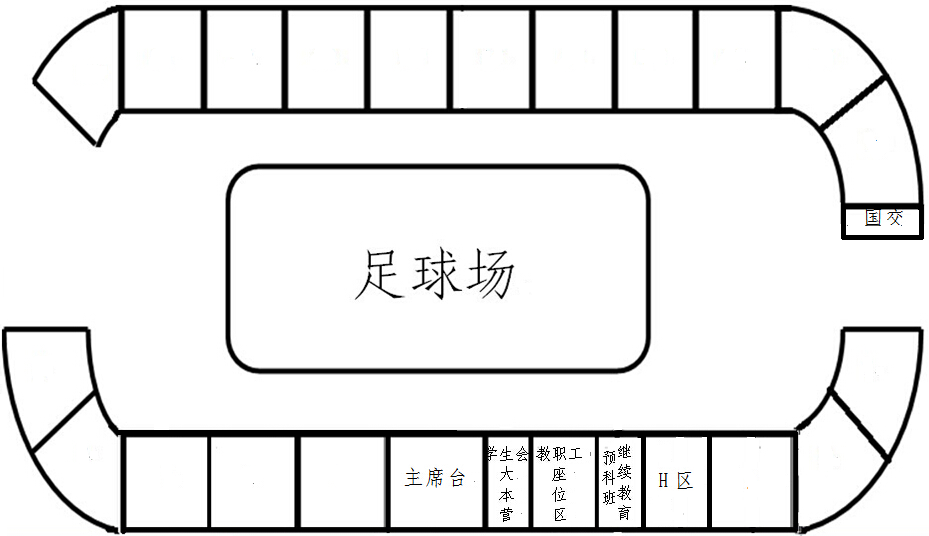 国交
足球场
主席台
学生会
大
本
营
教职工
座
位
区
预科班
继续教育
H区